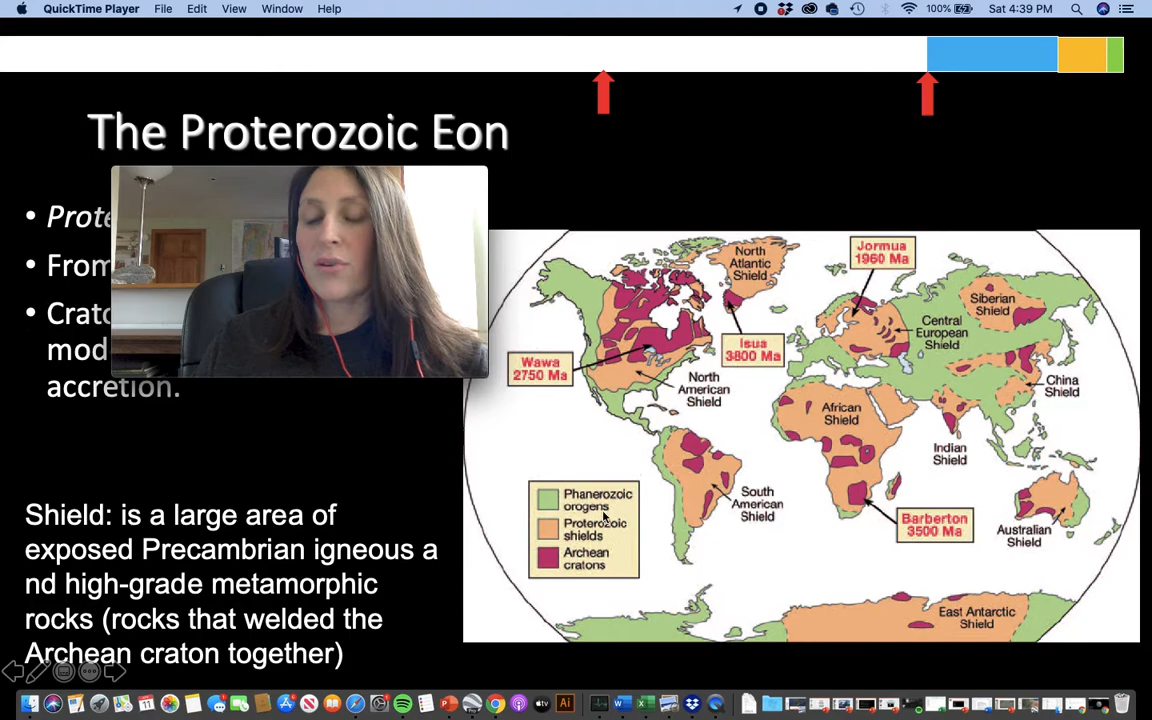 QuickTime Player File Edit View Window Help 100% Sat 4:39 PM
The Proterozoic Eon
• Prote
• From
• Crato
mod
accretion.
Shield: is a large area of
exposed Precambrian igneous a
nd high-grade metamorphic
rocks (rocks that welded the
Archean craton together)
North
Atlantic
Shield
Jormua
1960 Ma
Siberian
Shield
Central
European
Shield
Isua
3800 Ma
Wawa
2750 Ma
North
American
Shield
China
Shield
African
Shield
Indian
Shield
South
American
Shield
Phanerozoic
orogens
Proterozoic
shields
Archean
cratons
Barberton
3500 Ma
Australian
Shield
East Antarctic
Shield